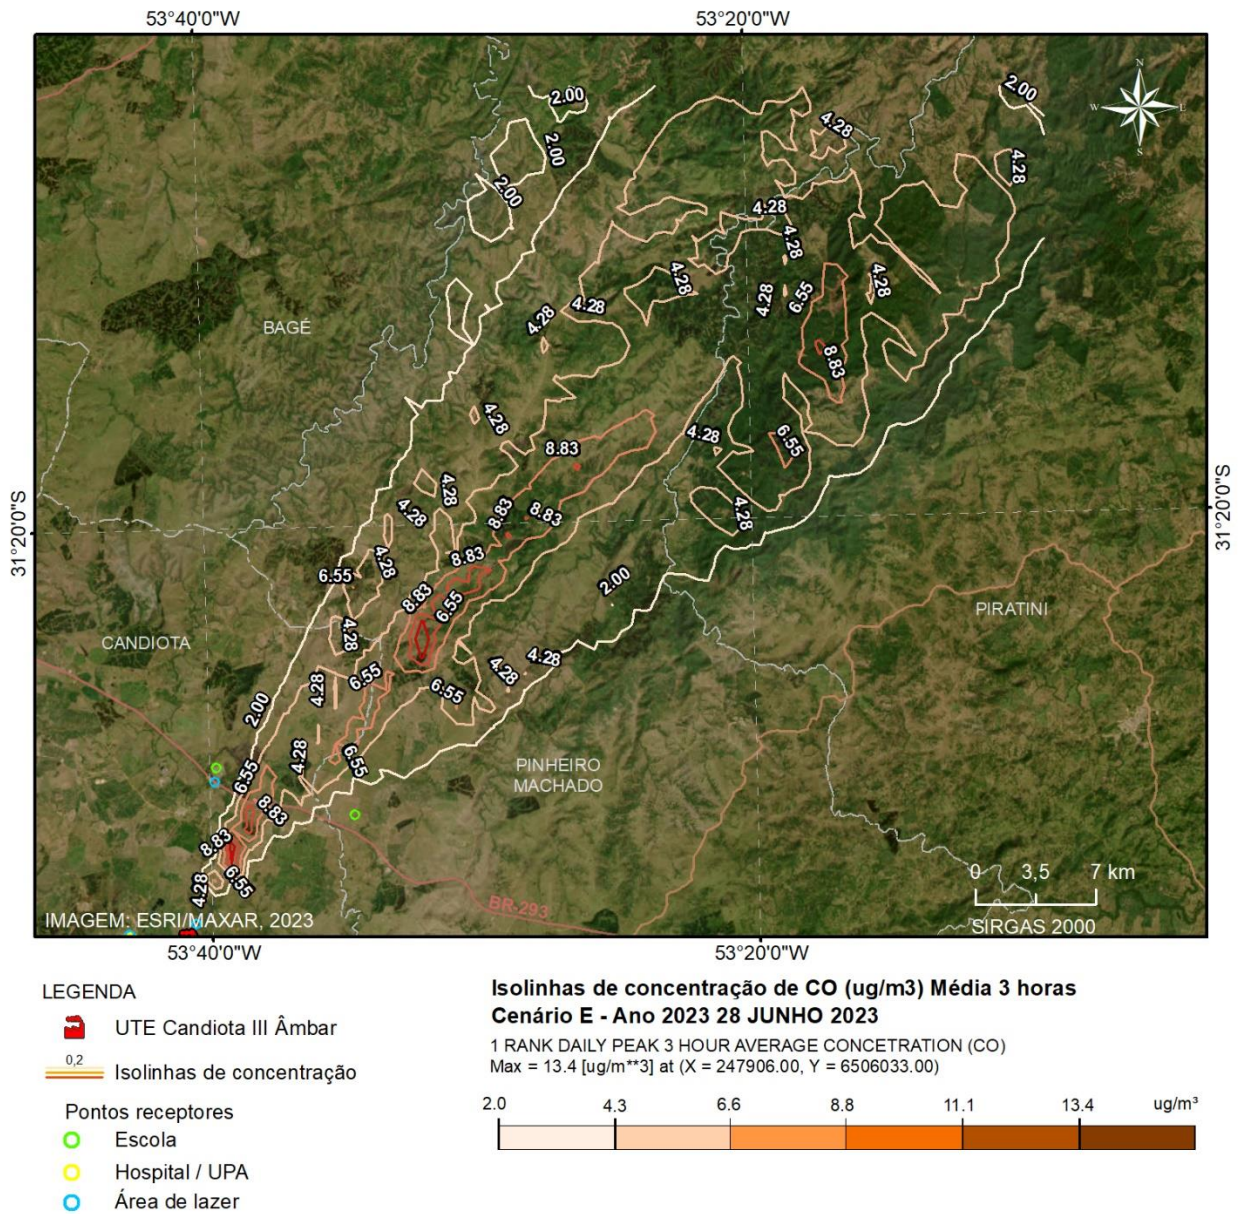 53°40'0"W
53°20'0"W
2.00
2.00
4.28
N
W
E
S
2.00
4.28
2.00
4.28
4.28
4.28
4.28
4.28
6.55
4.28
4.28
BAGÉ
8.83
4.28
4.28
6.55
8.83
4.28
4.28
8.83
8.83
4.28
31°20'0"S
31°20'0"S
8.83
4.28
6.55
8.83
6.55
2.00
PIRATINI
CANDIOTA
4.28
4.28
4.28
6.55
4.28
6.55
2.00
4.28
6.55
6.55
PINHEIRO
MACHADO
8.83
8.83
6.55
4.28
0
3,5
7 km
BR-293
IMAGEM: ESRI/MAXAR, 2023
SIRGAS 2000
53°40'0"W
53°20'0"W
LEGENDA
UTE Candiota III Âmbar
0,2
Isolinhas de concentração
Pontos receptores
Escola
Hospital / UPA
Área de lazer
Isolinhas de concentração de CO (ug/m3) Média 3 horas
Cenário E - Ano 2023 28 JUNHO 2023
1 RANK DAILY PEAK 3 HOUR AVERAGE CONCETRATION (CO)
Max = 13.4 [ug/m**3] at (X = 247906.00, Y = 6506033.00)
2.0 4.3 6.6 8.8 11.1 13.4 ug/m³